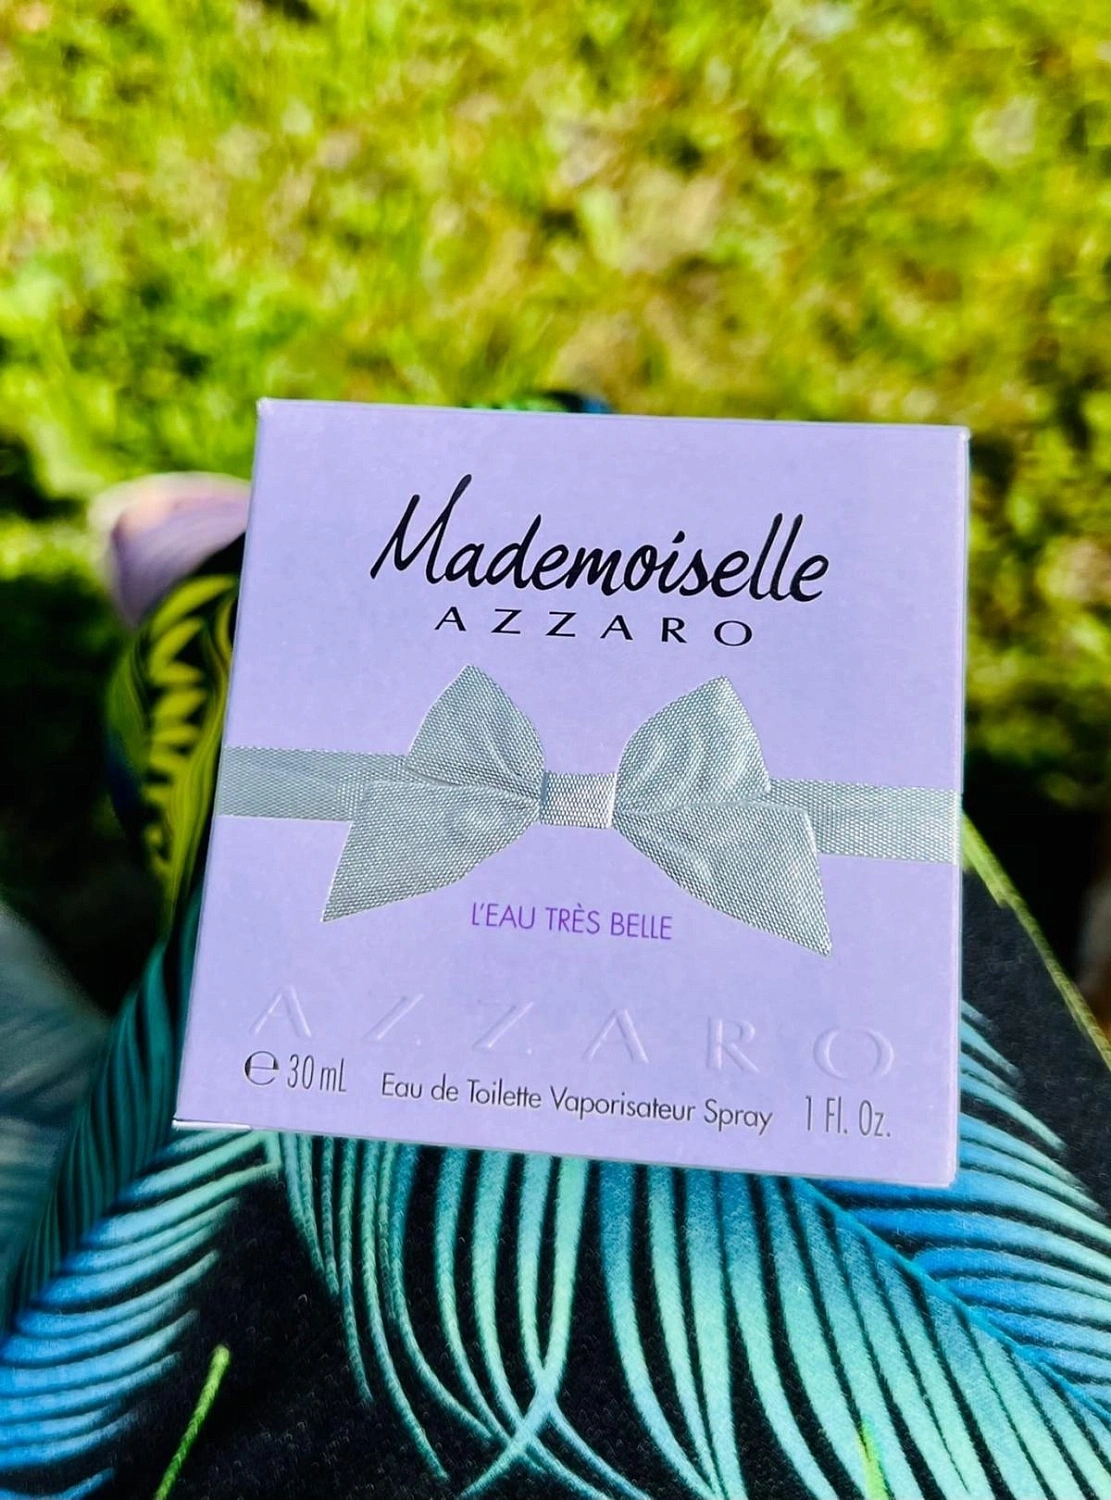 Mademoiselle
AZZARO
L'EAU TRÈS BELLE
AZZARO
℮ 30 mL Eau de Toilette Vaporisateur Spray 1 Fl. Oz.